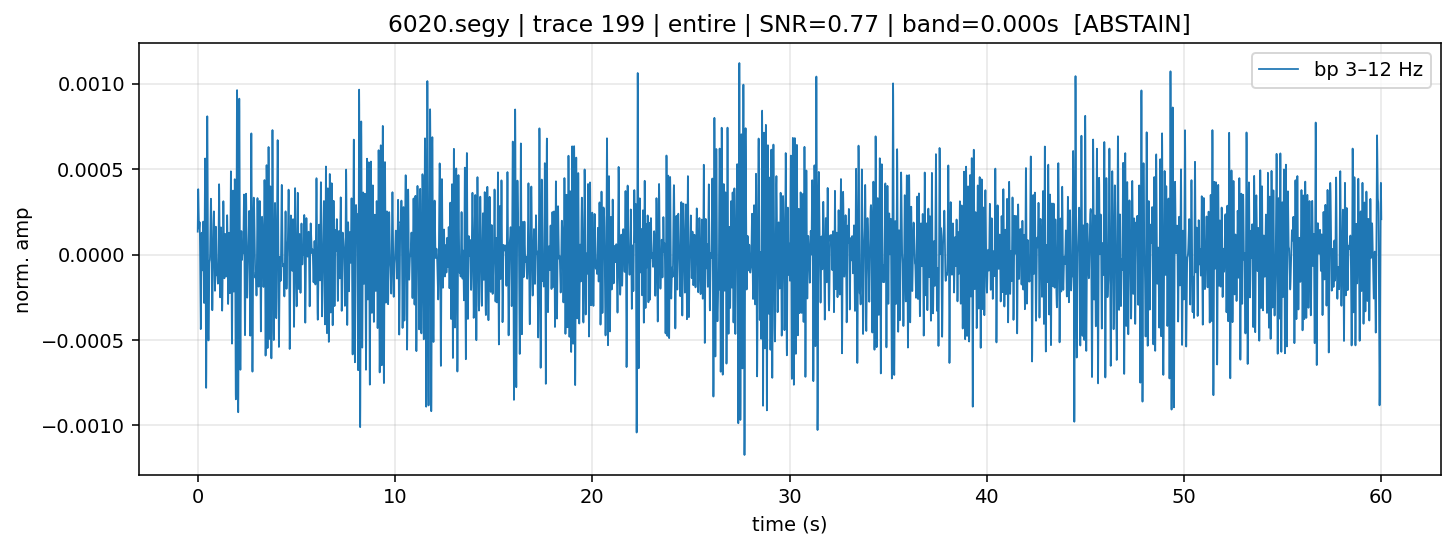 6020.segy | trace 199 | entire | SNR=0.77 | band=0.000s  [ABSTAIN]
bp 3–12 Hz
norm. amp
0.0010
0.0005
0.0000
−0.0005
−0.0010
0 10 20 30 40 50 60
time (s)